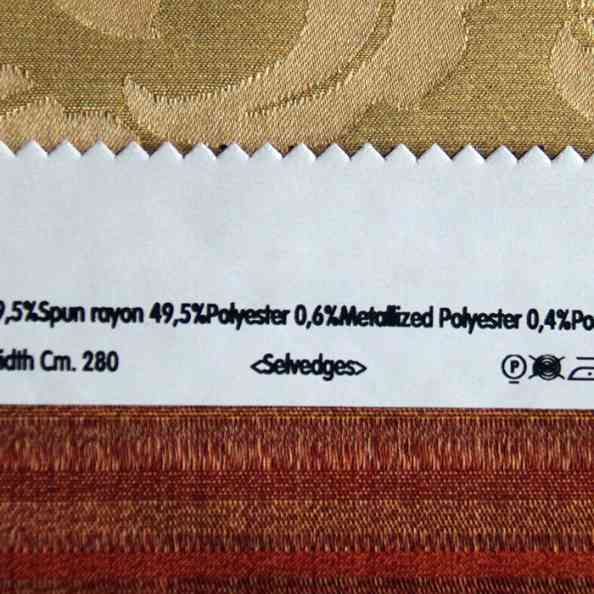 9,5%Spun rayon 49,5%Polyester 0,6%Metallized Polyester 0,4%Po
idth Cm. 280 <Selvedges> P